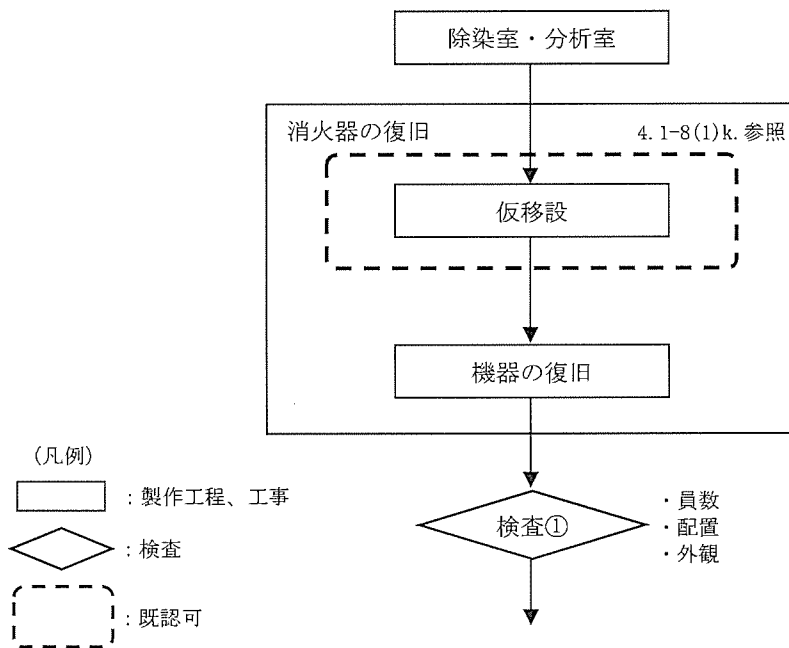 除染室・分析室
消火器の復旧
4.1-8(1)k.参照
仮移設
機器の復旧
検査①
・員数
・配置
・外観
(凡例)
：製作工程、工事
：検査
：既認可